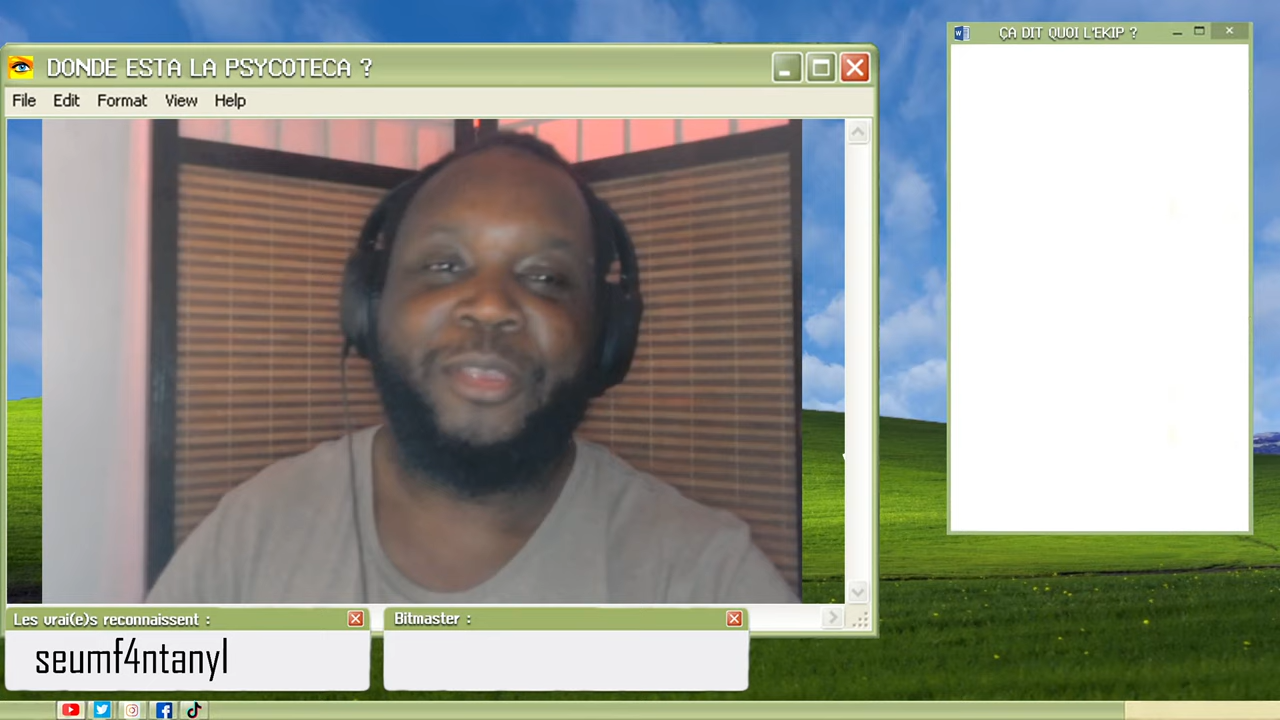 DONDE ESTA LA PSYCOTECA ?
File Edit Format View Help
ÇA DIT QUOI L'EKIP ?
Les vrai(e)s reconnaissent :
seumf4ntanyl
Bitmaster :